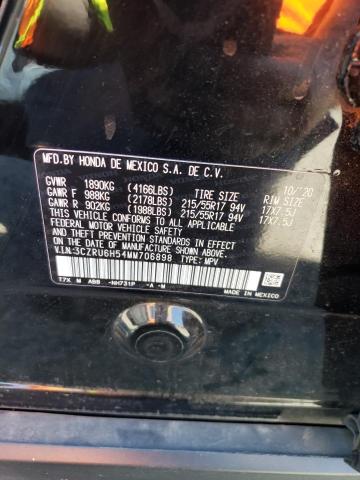 MFD.BY HONDA DE MEXICO S.A. DE C.V.
GVWR 1890KG (4166LBS) TIRE SIZE 10/'20 RIM SIZE
GAWR F 988KG (2178LBS) 215/55R17 94V 17X7.5J
GAWR R 902KG (1988LBS) 215/55R17 94V 17X7.5J
THIS VEHICLE CONFORMS TO ALL APPLICABLE
FEDERAL MOTOR VEHICLE SAFETY AND THEFT
PREVENTION STANDARDS IN EFFECT ON THE DATE
OF MANUFACTURE SHOWN ABOVE.
V.I.N:3CZRU6H54MM706898 TYPE: MPV
T7X M ABB -NH731P -A -M MADE IN MEXICO